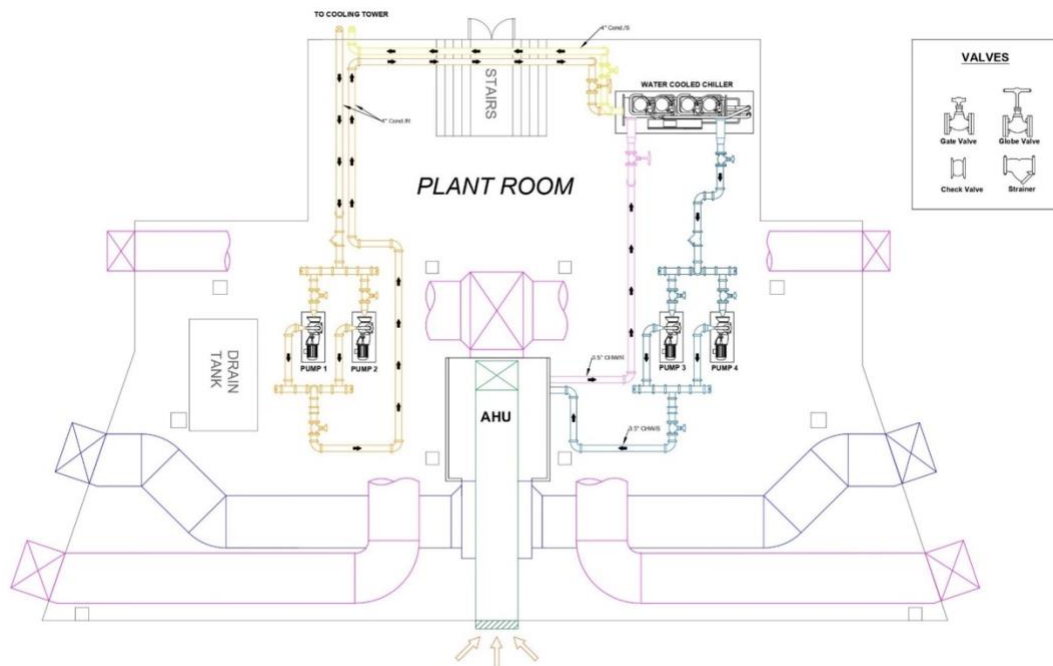 TO COOLING TOWER
4" Cond./S
VALVES
STAIRS
WATER COOLED CHILLER
4" Cond./R
Gate Valve
Globe Valve
PLANT ROOM
Check Valve
Strainer
DRAIN
TANK
PUMP 1
PUMP 2
3.5" CHW/R
PUMP 3
PUMP 4
AHU
3.5" CHW/S